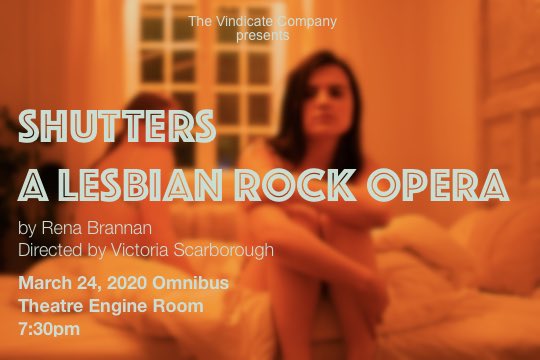 The Vindicate Company
presents
SHUTTERS
A LESBIAN ROCK OPERA
by Rena Brannan
Directed by Victoria Scarborough
March 24, 2020 Omnibus
Theatre Engine Room
7:30pm